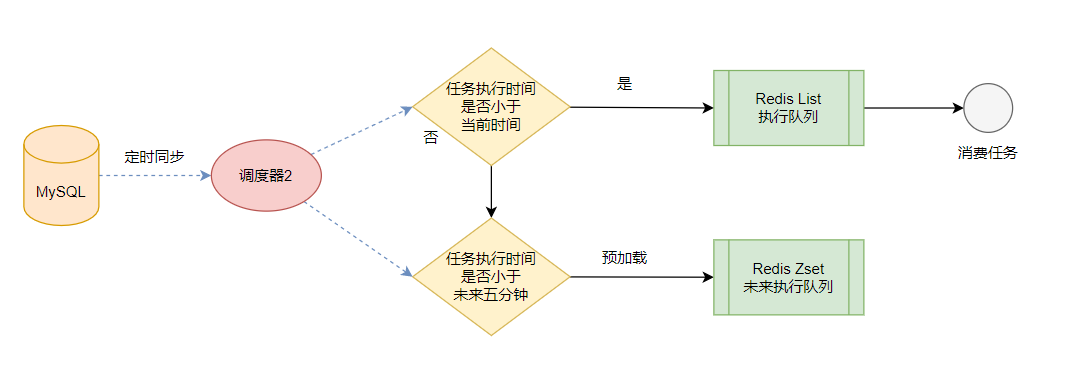 MySQL
定时同步
调度器2
任务执行时间
是否小于
当前时间
否
是
Redis List
执行队列
消费任务
任务执行时间
是否小于
未来五分钟
预加载
Redis Zset
未来执行队列